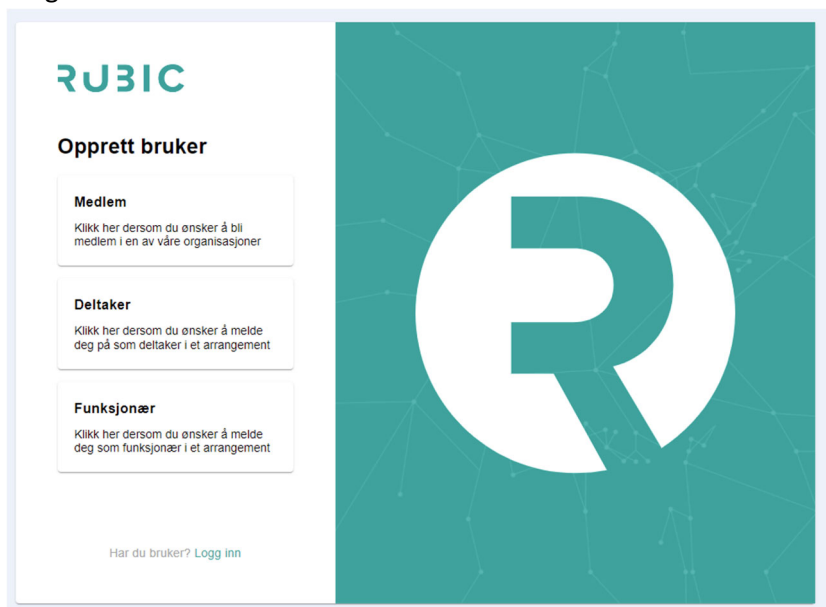 RUBIC
Opprett bruker
Medlem
Klikk her dersom du ønsker å bli
medlem i en av våre organisasjoner
Deltaker
Klikk her dersom du ønsker å melde
deg på som deltaker i et arrangement
Funksjonær
Klikk her dersom du ønsker å melde
deg som funksjonær i et arrangement
Har du bruker? Logg inn
R